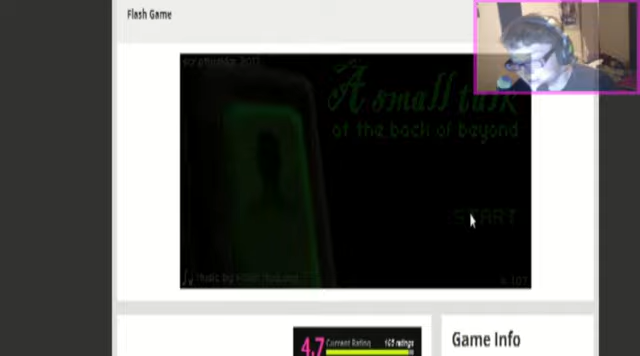 Flash Game
A small talk
at the back of beyond
START
4.7
Current Rating
105 ratings
Game Info